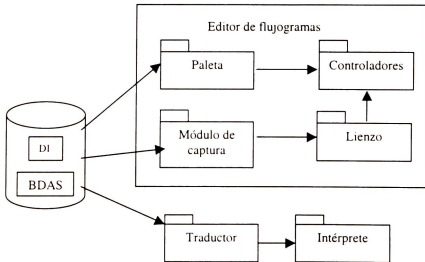 Editor de flujogramas
Paleta
Controladores
Módulo de
captura
Lienzo
DI
BDAS
Traductor
Intérprete